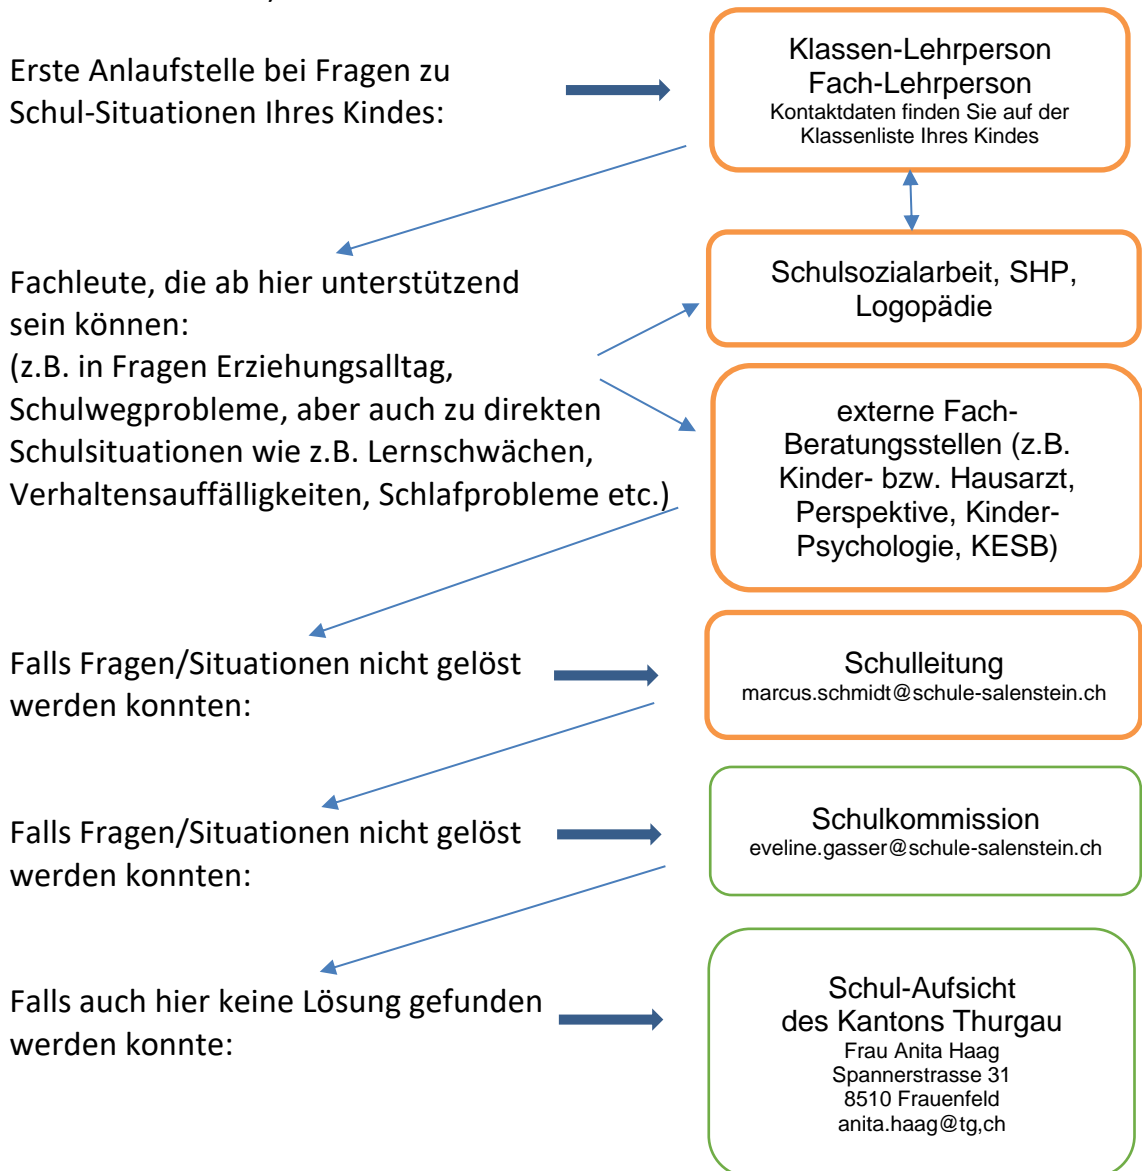 Erste Anlaufstelle bei Fragen zu
Schul-Situationen Ihres Kindes:
Klassen-Lehrperson
Fach-Lehrperson
Kontaktdaten finden Sie auf der
Klassenliste Ihres Kindes
Fachleute, die ab hier unterstützend
sein können:
(z.B. in Fragen Erziehungsalltag,
Schulwegprobleme, aber auch zu direkten
Schulsituationen wie z.B. Lernschwächen,
Verhaltensauffälligkeiten, Schlafprobleme etc.)
Schulsozialarbeit, SHP,
Logopädie
externe Fach-
Beratungsstellen (z.B.
Kinder- bzw. Hausarzt,
Perspektive, Kinder-
Psychologie, KESB)
Falls Fragen/Situationen nicht gelöst
werden konnten:
Schulleitung
marcus.schmidt@schule-salenstein.ch
Falls Fragen/Situationen nicht gelöst
werden konnten:
Schulkommission
eveline.gasser@schule-salenstein.ch
Falls auch hier keine Lösung gefunden
werden konnte:
Schul-Aufsicht
des Kantons Thurgau
Frau Anita Haag
Spannerstrasse 31
8510 Frauenfeld
anita.haag@tg,ch